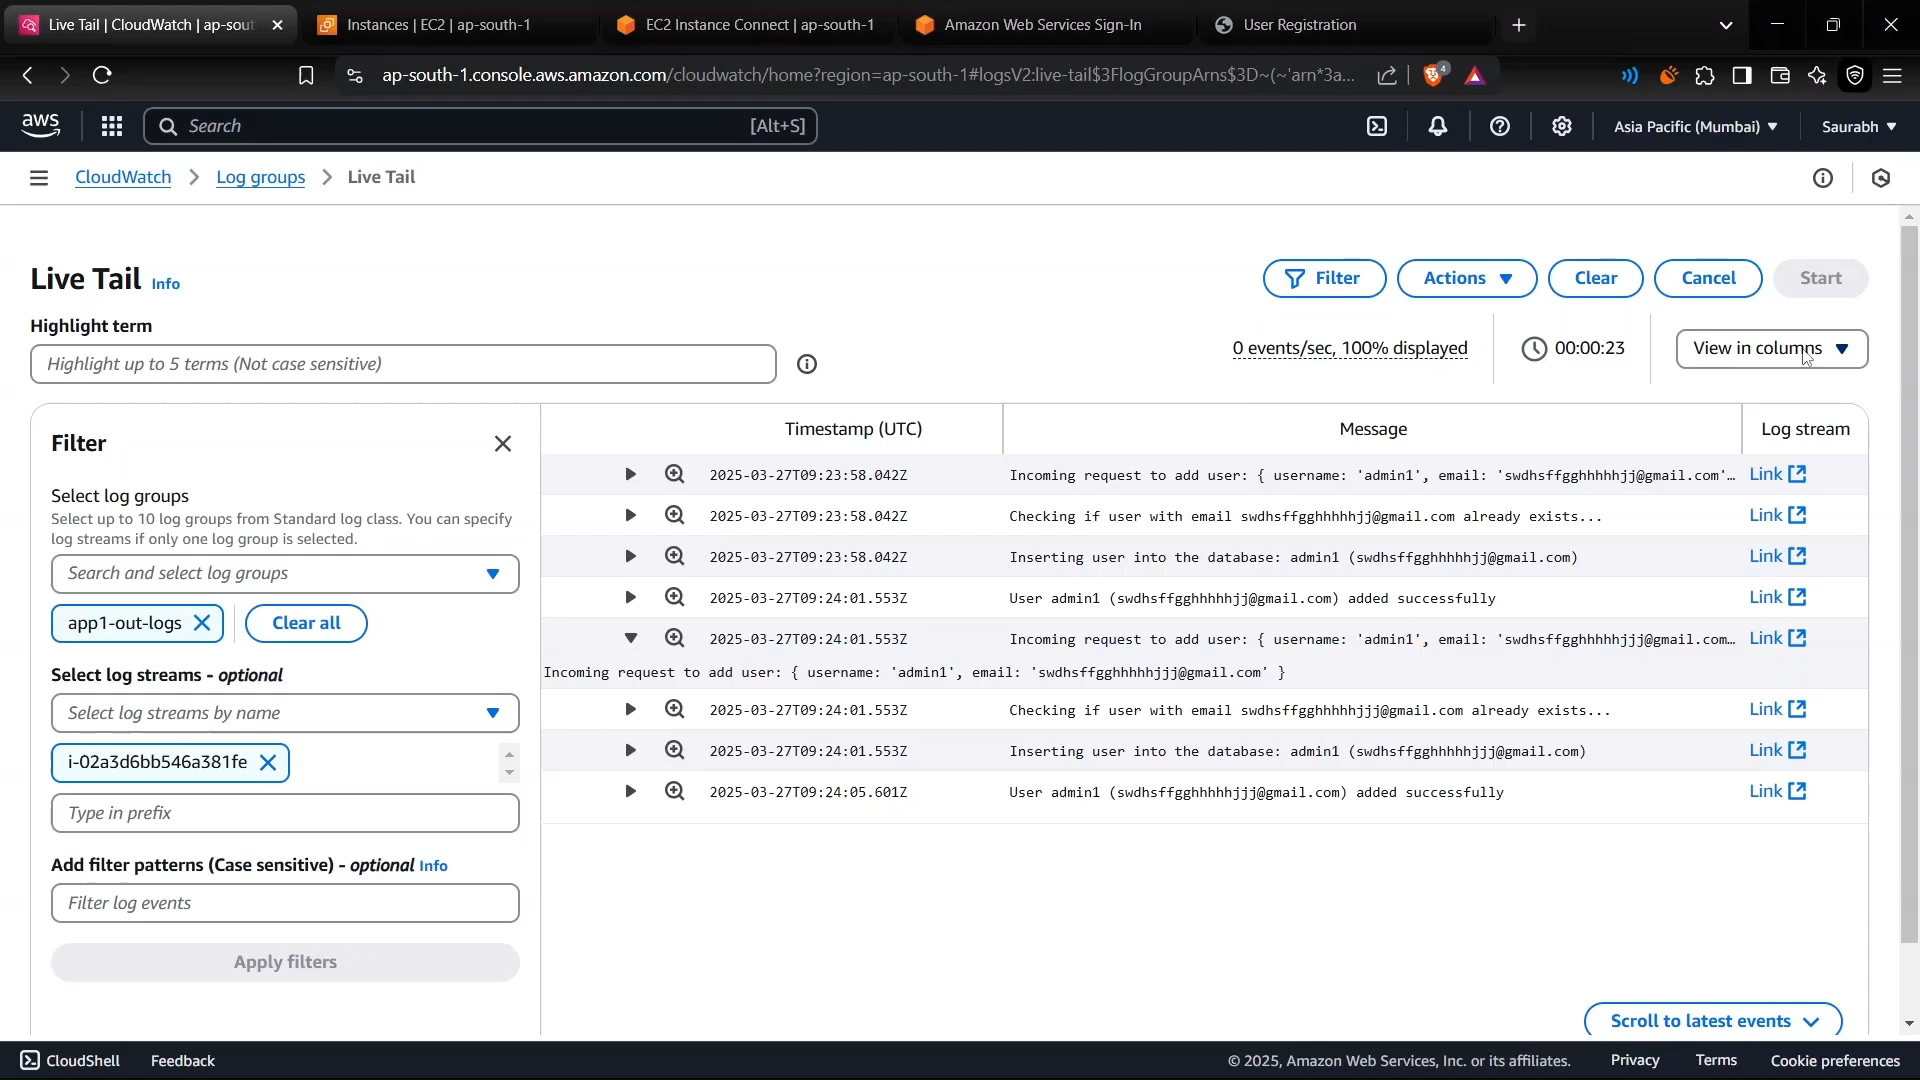 Live Tail | CloudWatch | ap-sout
Instances | EC2 | ap-south-1
EC2 Instance Connect | ap-south-1
Amazon Web Services Sign-In
User Registration
ap-south-1.console.aws.amazon.com/cloudwatch/home?region=ap-south-1#logsV2:live-tail$3FlogGroupArns$3D~(~'arn*3a...
4
aws
Search
[Alt+S]
Asia Pacific (Mumbai)
Saurabh
CloudWatch
Log groups
Live Tail
Live Tail Info
Filter
Actions
Clear
Cancel
Start
Highlight term
Highlight up to 5 terms (Not case sensitive)
0 events/sec, 100% displayed
00:00:23
View in columns
Filter
Select log groups
Select up to 10 log groups from Standard log class. You can specify
log streams if only one log group is selected.
Search and select log groups
app1-out-logs
Clear all
Select log streams - optional
Select log streams by name
i-02a3d6bb546a381fe
Type in prefix
Add filter patterns (Case sensitive) - optional Info
Filter log events
Apply filters
Timestamp (UTC) Message Log stream
2025-03-27T09:23:58.042Z Incoming request to add user: { username: 'admin1', email: 'swdhsffgghhhhhjj@gmail.com'… Link
2025-03-27T09:23:58.042Z Checking if user with email swdhsffgghhhhhjj@gmail.com already exists... Link
2025-03-27T09:23:58.042Z Inserting user into the database: admin1 (swdhsffgghhhhhjj@gmail.com) Link
2025-03-27T09:24:01.553Z User admin1 (swdhsffgghhhhhjj@gmail.com) added successfully Link
2025-03-27T09:24:01.553Z Incoming request to add user: { username: 'admin1', email: 'swdhsffgghhhhhjjj@gmail.com… Link
Incoming request to add user: { username: 'admin1', email: 'swdhsffgghhhhhjjj@gmail.com' }
2025-03-27T09:24:01.553Z Checking if user with email swdhsffgghhhhhjjj@gmail.com already exists... Link
2025-03-27T09:24:01.553Z Inserting user into the database: admin1 (swdhsffgghhhhhjjj@gmail.com) Link
2025-03-27T09:24:05.601Z User admin1 (swdhsffgghhhhhjjj@gmail.com) added successfully Link
Scroll to latest events
CloudShell
Feedback
© 2025, Amazon Web Services, Inc. or its affiliates.
Privacy
Terms
Cookie preferences